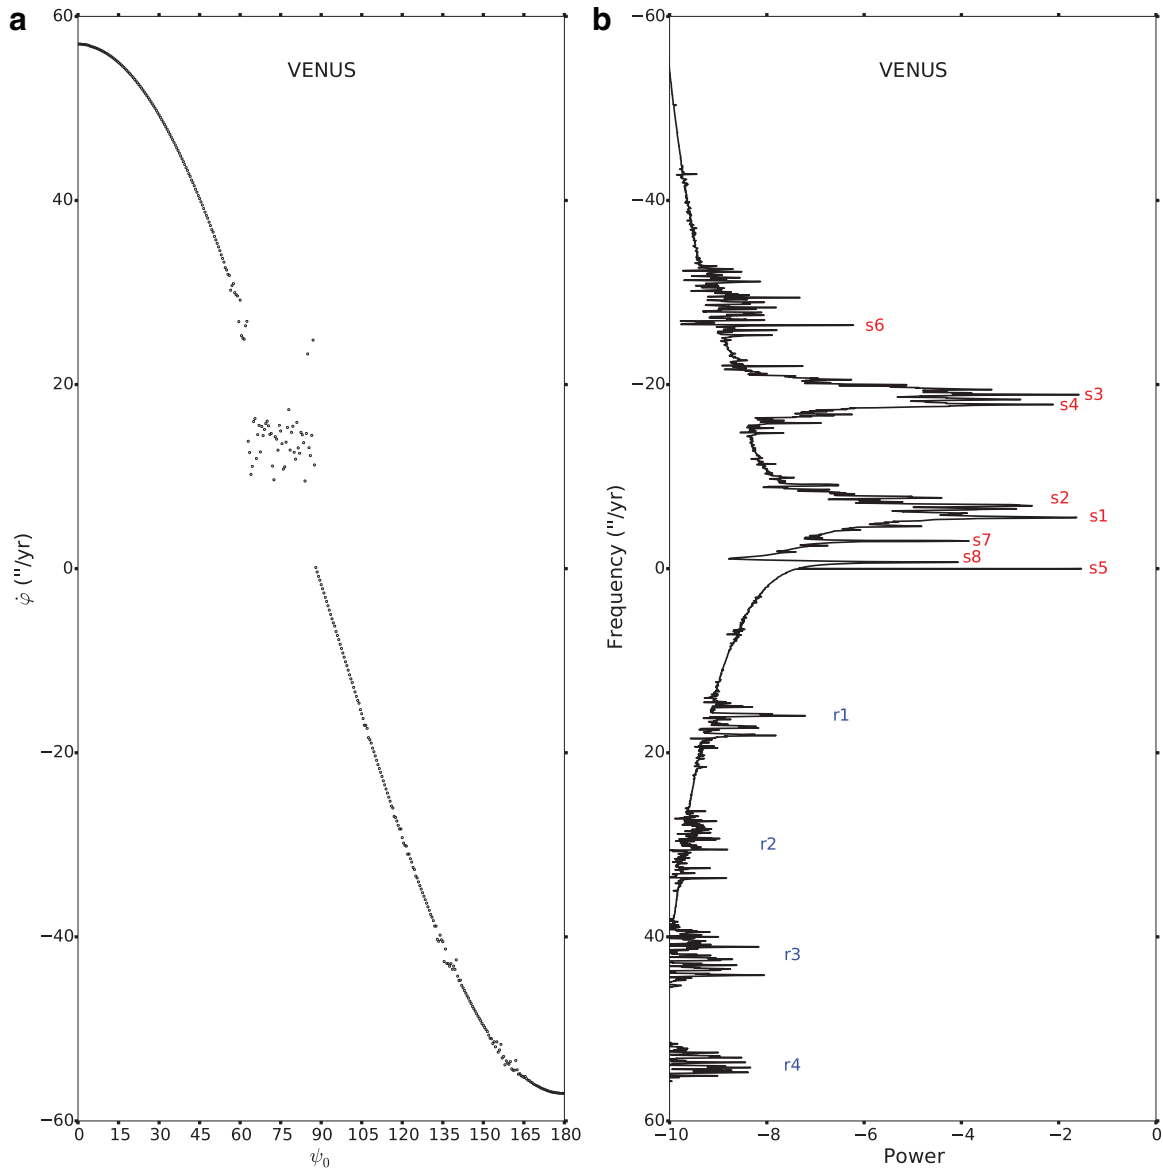 a
VENUS
60
40
20
0
−20
−40
−60
φ̇ ("/yr)
0 15 30 45 60 75 90 105 120 135 150 165 180
ψ₀
b
VENUS
−60
−40
−20
0
20
40
60
Frequency ("/yr)
s6
s3
s4
s2
s1
s7
s8
s5
r1
r2
r3
r4
−10 −8 −6 −4 −2 0
Power